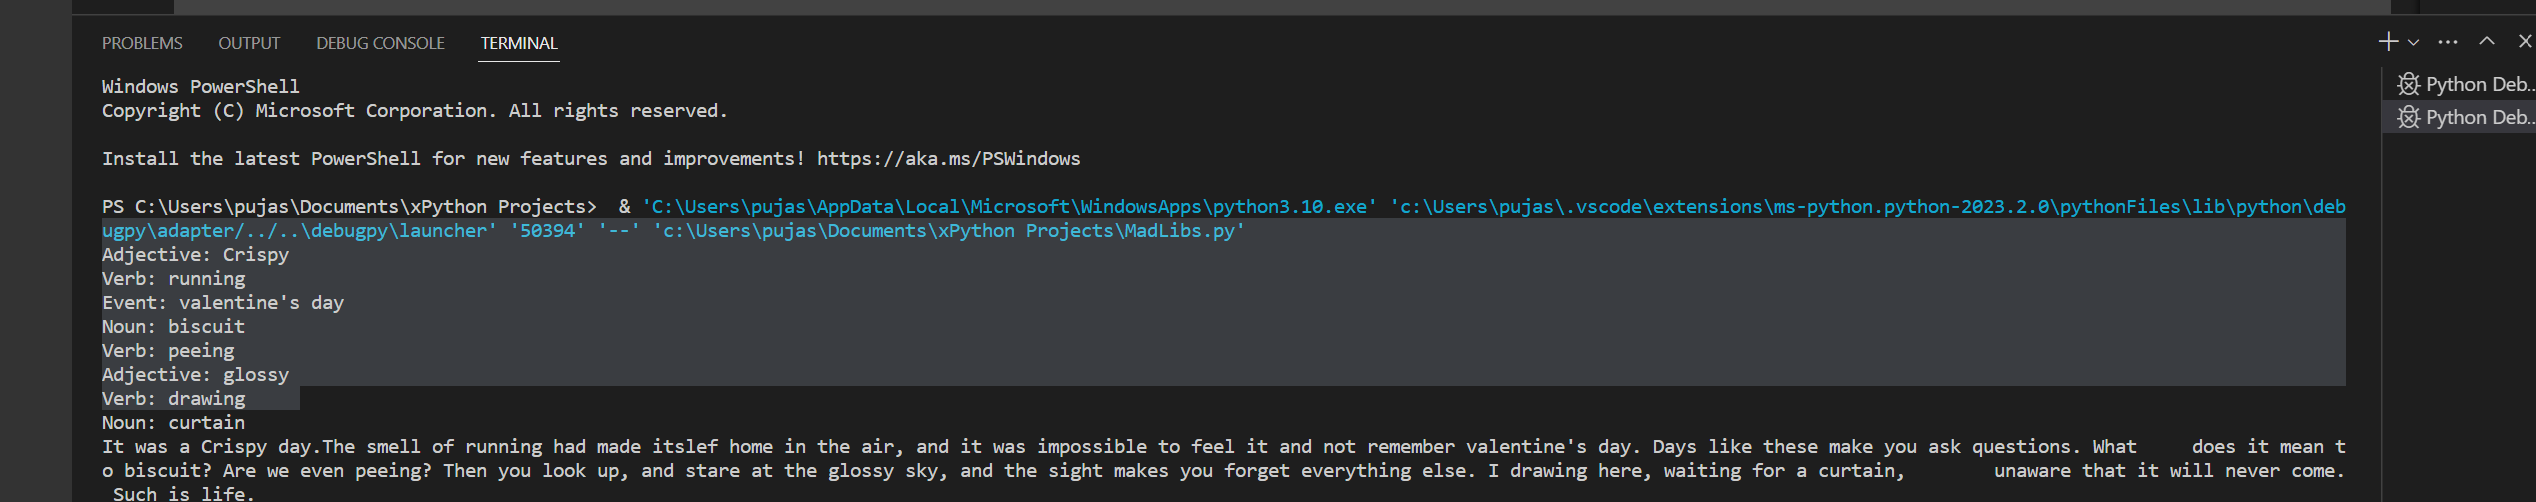 PROBLEMS OUTPUT DEBUG CONSOLE TERMINAL
Windows PowerShell
Copyright (C) Microsoft Corporation. All rights reserved.
Install the latest PowerShell for new features and improvements! https://aka.ms/PSWindows
PS C:\Users\pujas\Documents\xPython Projects>  & 'C:\Users\pujas\AppData\Local\Microsoft\WindowsApps\python3.10.exe' 'c:\Users\pujas\.vscode\extensions\ms-python.python-2023.2.0\pythonFiles\lib\python\deb
ugpy\adapter/../..\debugpy\launcher' '50394' '--' 'c:\Users\pujas\Documents\xPython Projects\MadLibs.py'
Adjective: Crispy
Verb: running
Event: valentine's day
Noun: biscuit
Verb: peeing
Adjective: glossy
Verb: drawing
Noun: curtain
It was a Crispy day.The smell of running had made itslef home in the air, and it was impossible to feel it and not remember valentine's day. Days like these make you ask questions. What     does it mean t
o biscuit? Are we even peeing? Then you look up, and stare at the glossy sky, and the sight makes you forget everything else. I drawing here, waiting for a curtain,        unaware that it will never come.
 Such is life.
Python Deb...
Python Deb...